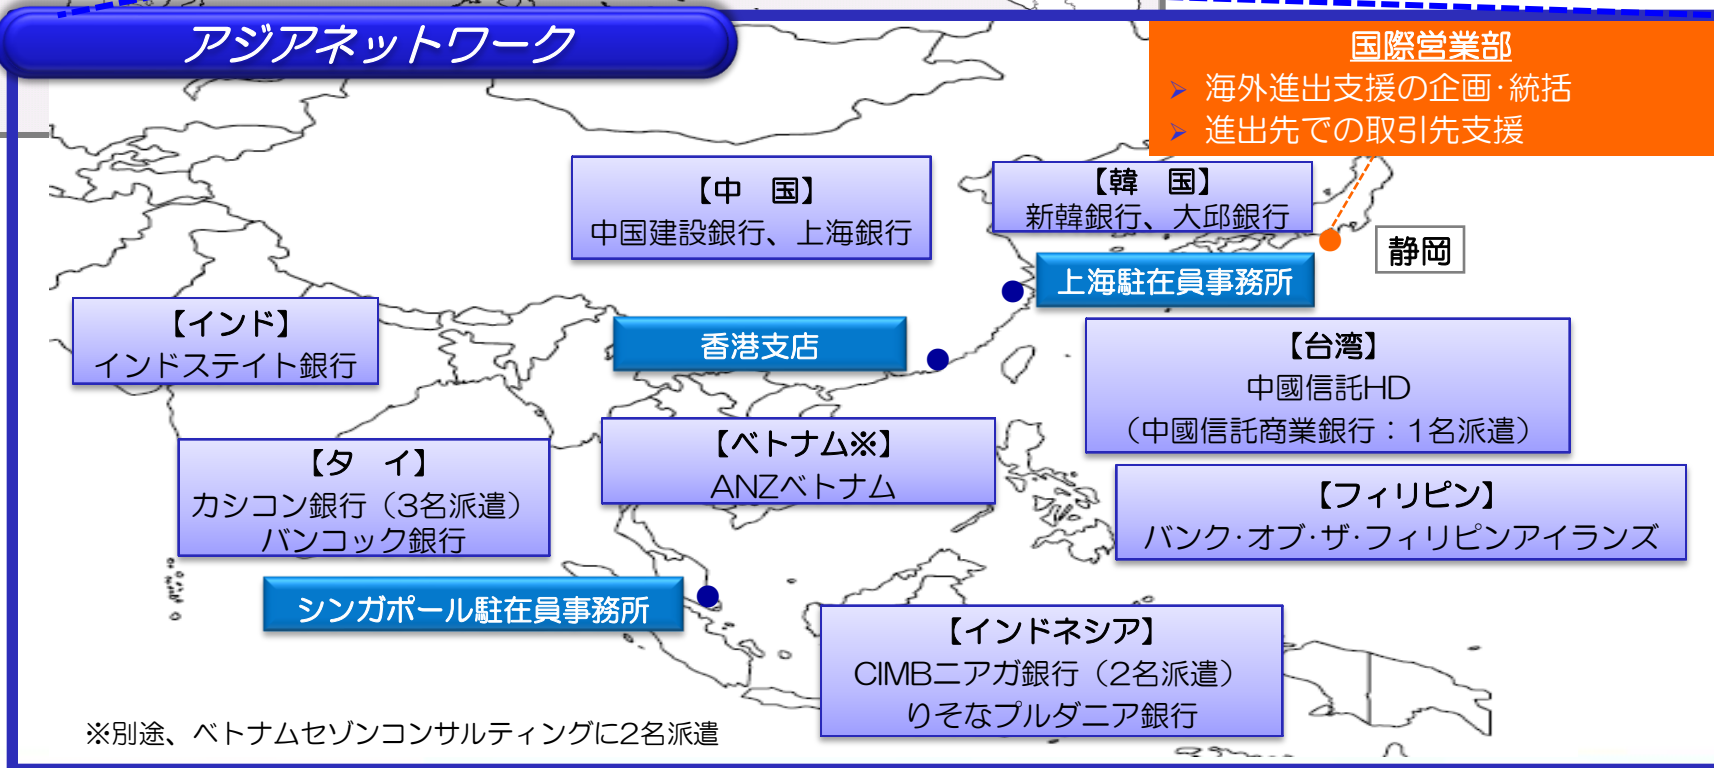 アジアネットワーク
国際営業部
➢ 海外進出支援の企画･統括
➢ 進出先での取引先支援
【中　国】
中国建設銀行、上海銀行
【韓　国】
新韓銀行、大邱銀行
静岡
上海駐在員事務所
【インド】
インドステイト銀行
香港支店
【台湾】
中國信託HD
（中國信託商業銀行：1名派遣）
【タ　イ】
カシコン銀行（3名派遣）
バンコック銀行
【ベトナム※】
ANZベトナム
【フィリピン】
バンク･オブ･ザ･フィリピンアイランズ
シンガポール駐在員事務所
【インドネシア】
CIMBニアガ銀行（2名派遣）
りそなプルダニア銀行
※別途、ベトナムセゾンコンサルティングに2名派遣